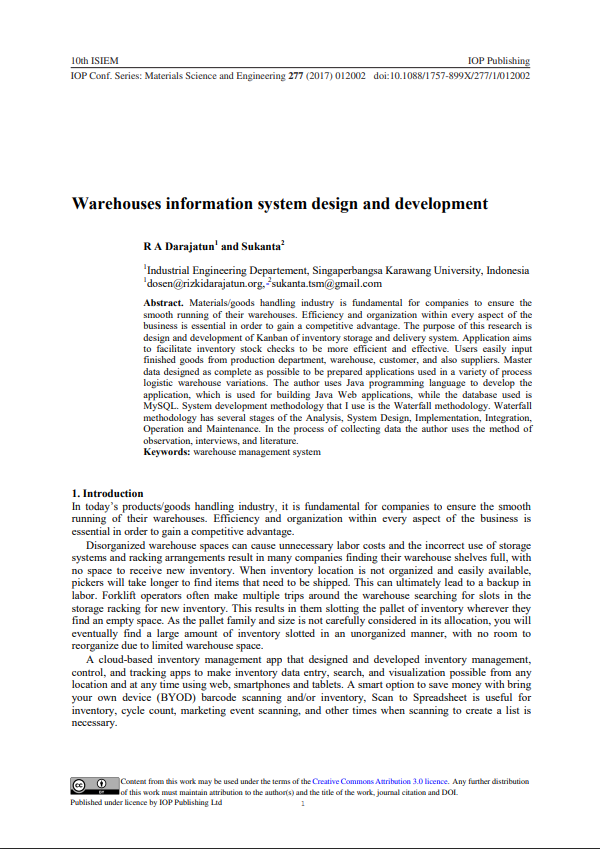 10th ISIEM IOP Publishing
IOP Conf. Series: Materials Science and Engineering 277 (2017) 012002 doi:10.1088/1757-899X/277/1/012002
Warehouses information system design and development
R A Darajatun1 and Sukanta2
1Industrial Engineering Departement, Singaperbangsa Karawang University, Indonesia
1dosen@rizkidarajatun.org, 2sukanta.tsm@gmail.com
Abstract. Materials/goods handling industry is fundamental for companies to ensure the
smooth running of their warehouses. Efficiency and organization within every aspect of the
business is essential in order to gain a competitive advantage. The purpose of this research is
design and development of Kanban of inventory storage and delivery system. Application aims
to facilitate inventory stock checks to be more efficient and effective. Users easily input
finished goods from production department, warehouse, customer, and also suppliers. Master
data designed as complete as possible to be prepared applications used in a variety of process
logistic warehouse variations. The author uses Java programming language to develop the
application, which is used for building Java Web applications, while the database used is
MySQL. System development methodology that I use is the Waterfall methodology. Waterfall
methodology has several stages of the Analysis, System Design, Implementation, Integration,
Operation and Maintenance. In the process of collecting data the author uses the method of
observation, interviews, and literature.
Keywords: warehouse management system
1. Introduction
In today's products/goods handling industry, it is fundamental for companies to ensure the smooth
running of their warehouses. Efficiency and organization within every aspect of the business is
essential in order to gain a competitive advantage.
Disorganized warehouse spaces can cause unnecessary labor costs and the incorrect use of storage
systems and racking arrangements result in many companies finding their warehouse shelves full, with
no space to receive new inventory. When inventory location is not organized and easily available,
pickers will take longer to find items that need to be shipped. This can ultimately lead to a backup in
labor. Forklift operators often make multiple trips around the warehouse searching for slots in the
storage racking for new inventory. This results in them slotting the pallet of inventory wherever they
find an empty space. As the pallet family and size is not carefully considered in its allocation, you will
eventually find a large amount of inventory slotted in an unorganized manner, with no room to
reorganize due to limited warehouse space.
A cloud-based inventory management app that designed and developed inventory management,
control, and tracking apps to make inventory data entry, search, and visualization possible from any
location and at any time using web, smartphones and tablets. A smart option to save money with bring
your own device (BYOD) barcode scanning and/or inventory, Scan to Spreadsheet is useful for
inventory, cycle count, marketing event scanning, and other times when scanning to create a list is
necessary.
cc BY Content from this work may be used under the terms of the Creative Commons Attribution 3.0 licence. Any further distribution
of this work must maintain attribution to the author(s) and the title of the work, journal citation and DOI.
Published under licence by IOP Publishing Ltd 1